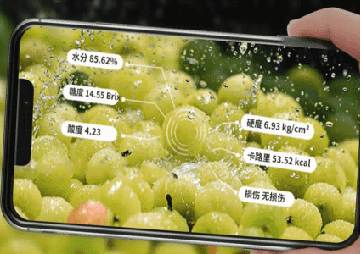 水分 85.62%
糖度 14.55 Brix
酸度 4.23
硬度 6.93 kg/cm²
卡路里 53.52 kcal
损伤 无损伤